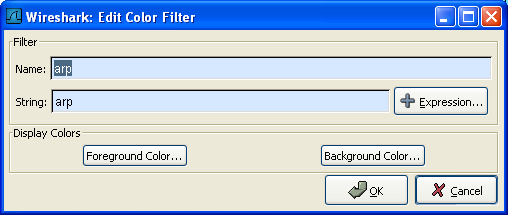 Wireshark: Edit Color Filter
Filter
Name: arp
String: arp Expression...
Display Colors
Foreground Color... Background Color...
OK Cancel